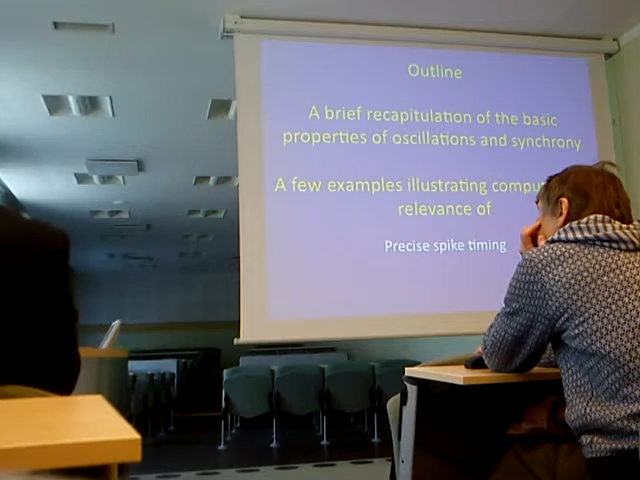 Outline
A brief recapitulation of the basic
properties of oscillations and synchrony
A few examples illustrating
relevance of
Precise spike timing